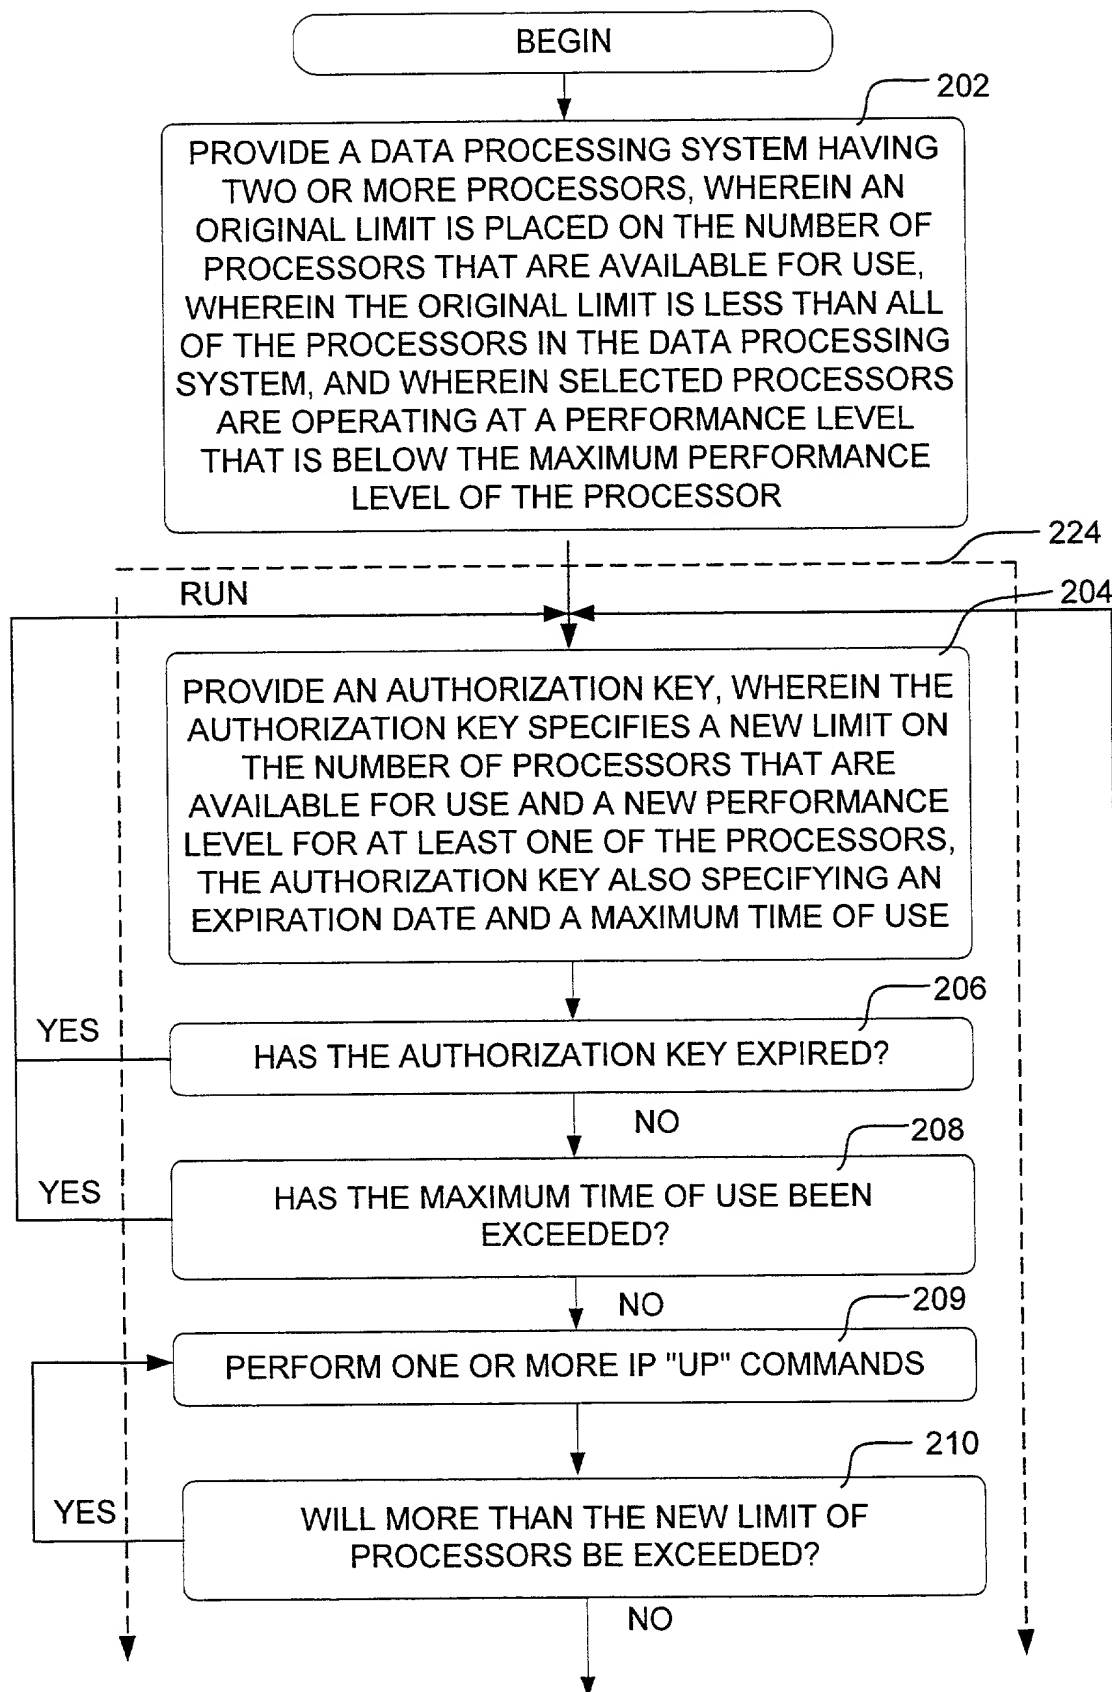 BEGIN
202
PROVIDE A DATA PROCESSING SYSTEM HAVING
TWO OR MORE PROCESSORS, WHEREIN AN
ORIGINAL LIMIT IS PLACED ON THE NUMBER OF
PROCESSORS THAT ARE AVAILABLE FOR USE,
WHEREIN THE ORIGINAL LIMIT IS LESS THAN ALL
OF THE PROCESSORS IN THE DATA PROCESSING
SYSTEM, AND WHEREIN SELECTED PROCESSORS
ARE OPERATING AT A PERFORMANCE LEVEL
THAT IS BELOW THE MAXIMUM PERFORMANCE
LEVEL OF THE PROCESSOR
224
RUN
204
PROVIDE AN AUTHORIZATION KEY, WHEREIN THE
AUTHORIZATION KEY SPECIFIES A NEW LIMIT ON
THE NUMBER OF PROCESSORS THAT ARE
AVAILABLE FOR USE AND A NEW PERFORMANCE
LEVEL FOR AT LEAST ONE OF THE PROCESSORS,
THE AUTHORIZATION KEY ALSO SPECIFYING AN
EXPIRATION DATE AND A MAXIMUM TIME OF USE
206
YES
HAS THE AUTHORIZATION KEY EXPIRED?
NO
208
YES
HAS THE MAXIMUM TIME OF USE BEEN
EXCEEDED?
NO
209
PERFORM ONE OR MORE IP "UP" COMMANDS
210
YES
WILL MORE THAN THE NEW LIMIT OF
PROCESSORS BE EXCEEDED?
NO